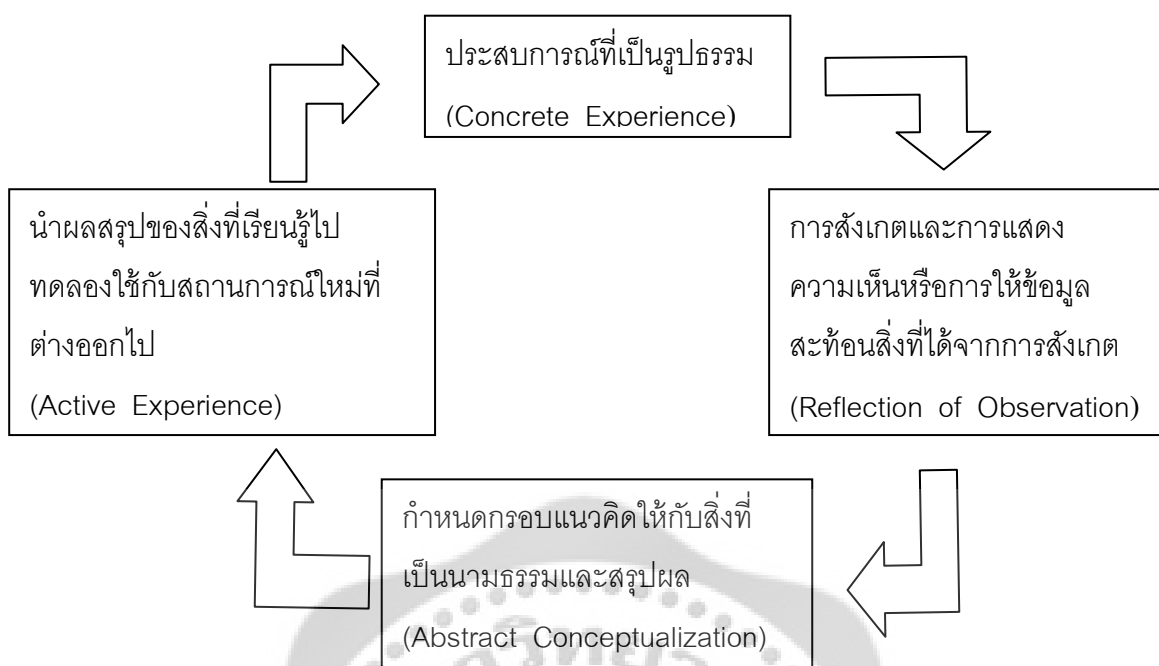 ประสบการณ์ที่เป็นรูปธรรม
(Concrete Experience)
นำผลสรุปของสิ่งที่เรียนรู้ไป
ทดลองใช้กับสถานการณ์ใหม่ที่
ต่างออกไป
(Active Experience)
การสังเกตและการแสดง
ความเห็นหรือการให้ข้อมูล
สะท้อนสิ่งที่ได้จากการสังเกต
(Reflection of Observation)
กำหนดกรอบแนวคิดให้กับสิ่งที่
เป็นนามธรรมและสรุปผล
(Abstract Conceptualization)